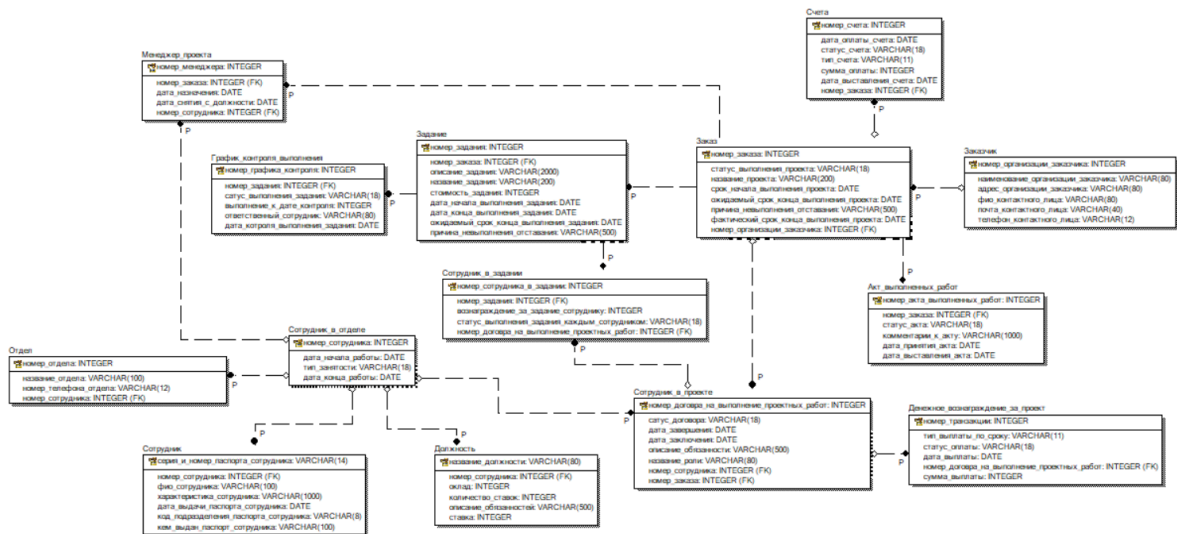 Счета
номер_счета: INTEGER
дата_оплаты_счета: DATE
статус_счета: VARCHAR(18)
тип_счета: VARCHAR(11)
сумма_оплаты: INTEGER
дата_выставления_счета: DATE
номер_заказа: INTEGER (FK)
P
Менеджер_проекта
номер_менеджера: INTEGER
номер_заказа: INTEGER (FK)
дата_назначения: DATE
дата_снятия_с_должности: DATE
номер_сотрудника: INTEGER (FK)
P
P
Задание
номер_задания: INTEGER
номер_заказа: INTEGER (FK)
описание_задания: VARCHAR(2000)
название_задания: VARCHAR(200)
стоимость_задания: INTEGER
дата_начала_выполнения_задания: DATE
дата_конца_выполнения_задания: DATE
ожидаемый_срок_конца_выполнения_задания: DATE
причина_невыполнения_отставания: VARCHAR(500)
P
Заказ
номер_заказа: INTEGER
статус_выполнения_проекта: VARCHAR(18)
название_проекта: VARCHAR(200)
срок_начала_выполнения_проекта: DATE
ожидаемый_срок_конца_выполнения_проекта: DATE
причина_невыполнения_отставания: VARCHAR(500)
фактический_срок_конца_выполнения_проекта: DATE
номер_организации_заказчика: INTEGER (FK)
P
Заказчик
номер_организации_заказчика: INTEGER
наименование_организации_заказчика: VARCHAR(80)
адрес_организации_заказчика: VARCHAR(80)
фио_контактного_лица: VARCHAR(80)
почта_контактного_лица: VARCHAR(40)
телефон_контактного_лица: VARCHAR(12)
График_контроля_выполнения
номер_графика_контроля: INTEGER
номер_задания: INTEGER (FK)
сатус_выполнения_задания: VARCHAR(18)
выполнение_к_дате_контроля: INTEGER
ответственный_сотрудник: VARCHAR(80)
дата_котроля_выполнения_задания: DATE
P
Сотрудник_в_задании
номер_сотрудника_в_задании: INTEGER
номер_задания: INTEGER (FK)
вознаграждение_за_задание_сотруднику: INTEGER
статус_выполнения_задания_каждым_сотрудником: VARCHAR(18)
номер_договра_на_выполнение_проектных_работ: INTEGER (FK)
P
P
Акт_выполненных_работ
номер_акта_выполненных_работ: INTEGER
номер_заказа: INTEGER (FK)
статус_акта: VARCHAR(18)
комментарии_к_акту: VARCHAR(1000)
дата_принятия_акта: DATE
дата_выставления_акта: DATE
P
Сотрудник_в_отделе
номер_сотрудника: INTEGER
дата_начала_работы: DATE
тип_занятости: VARCHAR(18)
дата_конца_работы: DATE
Отдел
номер_отдела: INTEGER
название_отдела: VARCHAR(100)
номер_телефона_отдела: VARCHAR(12)
номер_сотрудника: INTEGER (FK)
P
Сотрудник_в_проекте
номер_договра_на_выполнение_проектных_работ: INTEGER
сатус_договора: VARCHAR(18)
дата_завершения: DATE
дата_заключения: DATE
описание_обязвности: VARCHAR(500)
название_роли: VARCHAR(80)
номер_сотрудника: INTEGER (FK)
номер_заказа: INTEGER (FK)
P
P
Денежное_вознаграждение_за_проект
номер_транзакции: INTEGER
тип_выплаты_по_сроку: VARCHAR(11)
статус_оплаты: VARCHAR(18)
дата_выплаты: DATE
номер_договра_на_выполнение_проектных_работ: INTEGER (FK)
сумма_выплаты: INTEGER
P
Сотрудник
серия_и_номер_паспорта_сотрудника: VARCHAR(14)
номер_сотрудника: INTEGER (FK)
фио_сотрудника: VARCHAR(100)
характеристика_сотрудника: VARCHAR(1000)
дата_выдачи_паспорта_сотрудника: DATE
код_подразделения_паспорта_сотрудника: VARCHAR(8)
кем_выдан_паспорт_сотрудника: VARCHAR(100)
P
Должность
название_должности: VARCHAR(80)
номер_сотрудника: INTEGER (FK)
оклад: INTEGER
количество_ставок: INTEGER
описание_обязанностей: VARCHAR(500)
ставка: INTEGER
P